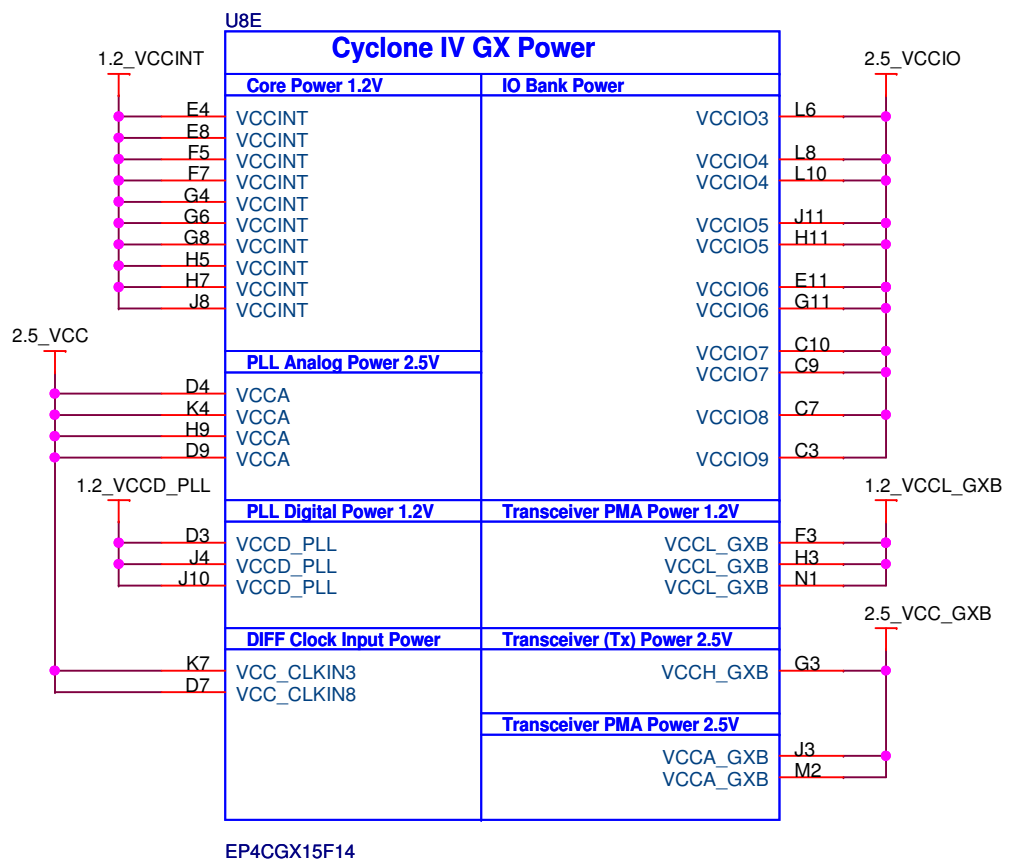 U8E
Cyclone IV GX Power
1.2_VCCINT
2.5_VCCIO
Core Power 1.2V
IO Bank Power
E4 VCCINT
E8 VCCINT
F5 VCCINT
F7 VCCINT
G4 VCCINT
G6 VCCINT
G8 VCCINT
H5 VCCINT
H7 VCCINT
J8 VCCINT
VCCIO3 L6
VCCIO4 L8
VCCIO4 L10
VCCIO5 J11
VCCIO5 H11
VCCIO6 E11
VCCIO6 G11
VCCIO7 C10
VCCIO7 C9
VCCIO8 C7
VCCIO9 C3
2.5_VCC
PLL Analog Power 2.5V
D4 VCCA
K4 VCCA
H9 VCCA
D9 VCCA
1.2_VCCD_PLL
1.2_VCCL_GXB
PLL Digital Power 1.2V
Transceiver PMA Power 1.2V
D3 VCCD_PLL
J4 VCCD_PLL
J10 VCCD_PLL
VCCL_GXB F3
VCCL_GXB H3
VCCL_GXB N1
2.5_VCC_GXB
DIFF Clock Input Power
Transceiver (Tx) Power 2.5V
K7 VCC_CLKIN3
D7 VCC_CLKIN8
VCCH_GXB G3
Transceiver PMA Power 2.5V
VCCA_GXB J3
VCCA_GXB M2
EP4CGX15F14